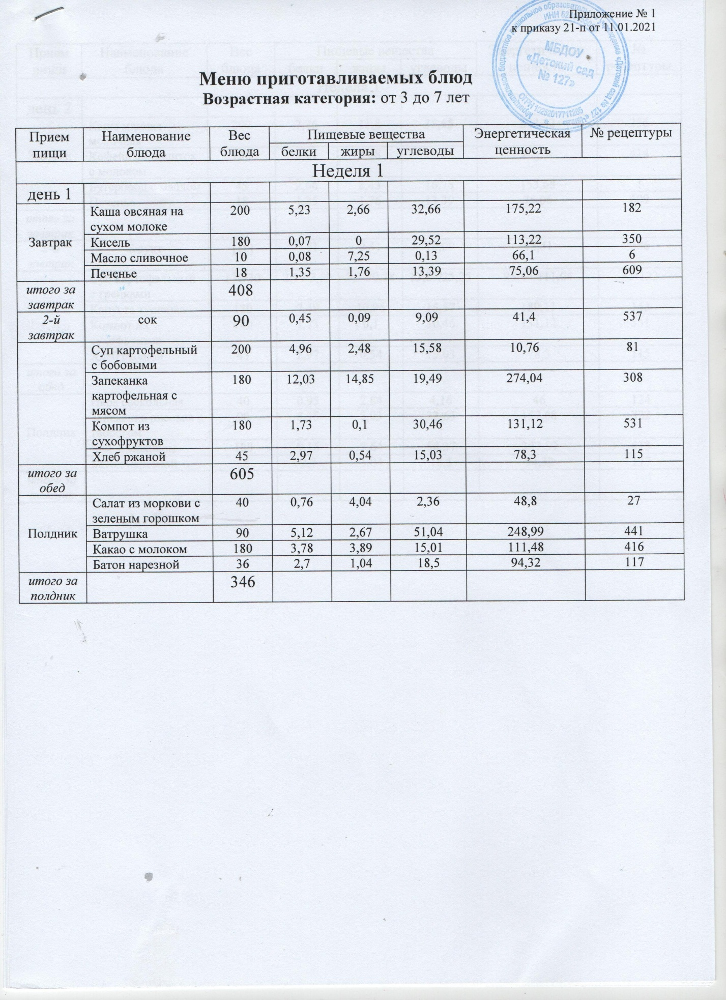 Приложение № 1
к приказу 21-п от 11.01.2021
МБДОУ
«Детский сад
№ 127»
Меню приготавливаемых блюд
Возрастная категория: от 3 до 7 лет
Прием пищи Наименование блюда Вес блюда Пищевые вещества Энергетическая ценность № рецептуры
белки жиры углеводы
Неделя 1
день 1
Завтрак
Каша овсяная на сухом молоке 200 5,23 2,66 32,66 175,22 182
Кисель 180 0,07 0 29,52 113,22 350
Масло сливочное 10 0,08 7,25 0,13 66,1 6
Печенье 18 1,35 1,76 13,39 75,06 609
итого за завтрак 408
2-й завтрак сок 90 0,45 0,09 9,09 41,4 537
Суп картофельный с бобовыми 200 4,96 2,48 15,58 10,76 81
Запеканка картофельная с мясом 180 12,03 14,85 19,49 274,04 308
Компот из сухофруктов 180 1,73 0,1 30,46 131,12 531
Хлеб ржаной 45 2,97 0,54 15,03 78,3 115
итого за обед 605
Полдник
Салат из моркови с зеленым горошком 40 0,76 4,04 2,36 48,8 27
Ватрушка 90 5,12 2,67 51,04 248,99 441
Какао с молоком 180 3,78 3,89 15,01 111,48 416
Батон нарезной 36 2,7 1,04 18,5 94,32 117
итого за полдник 346